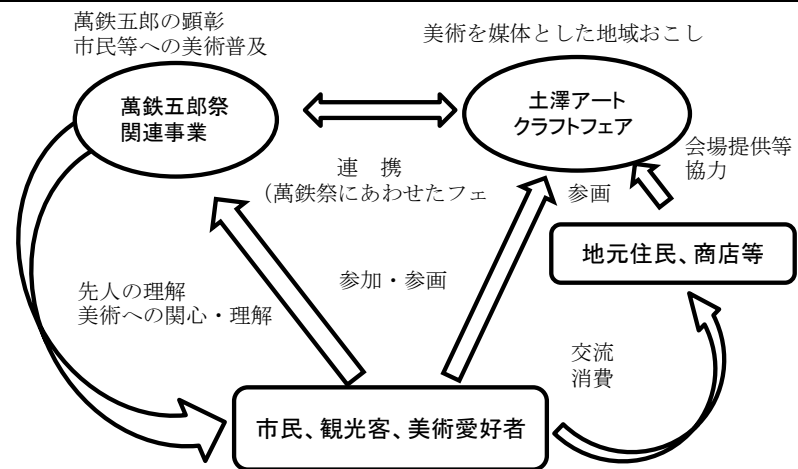 萬鉄五郎の顕彰
市民等への美術普及
美術を媒体とした地域おこし
萬鉄五郎祭
関連事業
土澤アート
クラフトフェア
連 携
(萬鉄祭にあわせたフェ
会場提供等
協力
参画
地元住民、商店等
先人の理解
美術への関心・理解
参加・参画
交流
消費
市民、観光客、美術愛好者